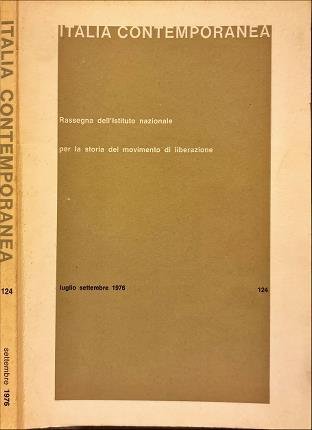 ITALIA CONTEMPORANEA
124
settembre 1976
ITALIA CONTEMPORANEA
Rassegna dell'Istituto nazionale
per la storia del movimento di liberazione
luglio settembre 1976
124